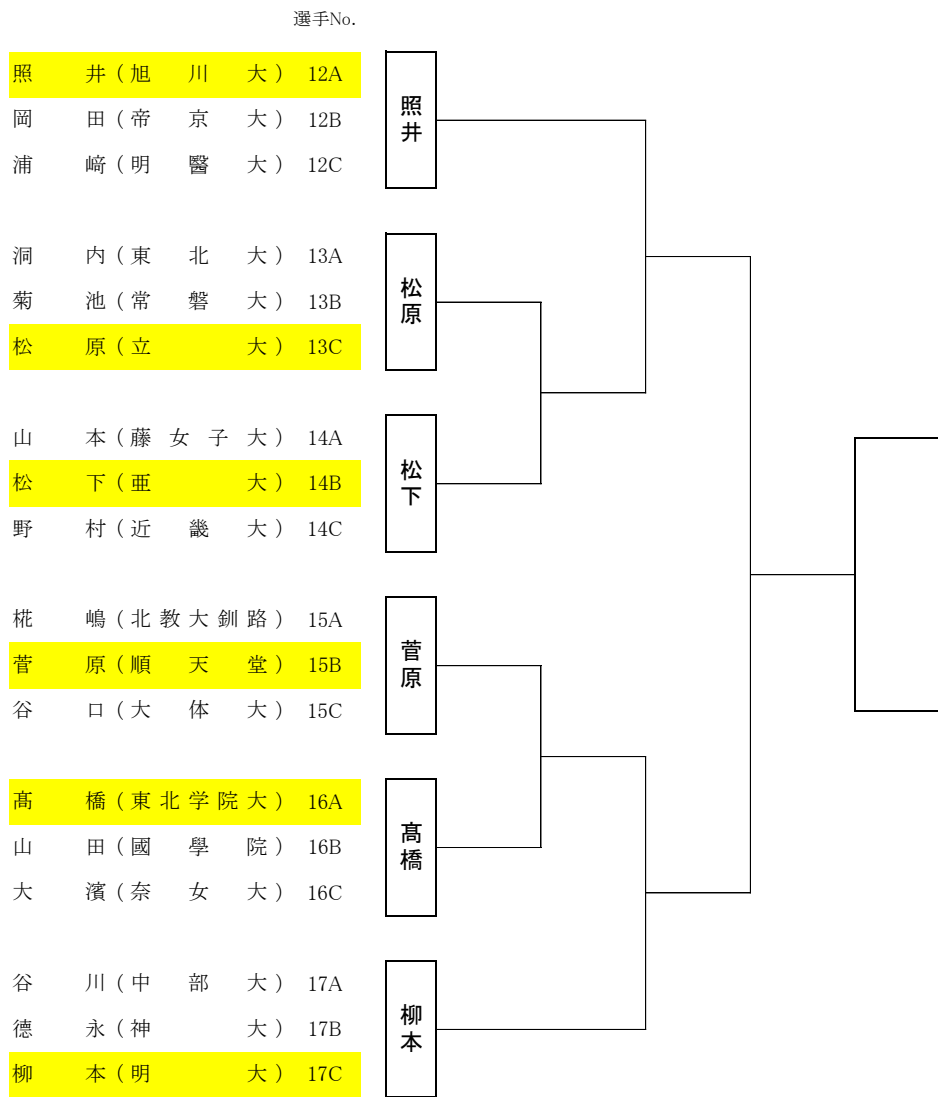 選手No.
照井（旭川大） 12A
岡田（帝京大） 12B
浦﨑（明醫大） 12C
照井
洞内（東北大） 13A
菊池（常磐大） 13B
松原（立大） 13C
松原
山本（藤女子大） 14A
松下（亜大） 14B
野村（近畿大） 14C
松下
椛嶋（北教大釧路） 15A
菅原（順天堂） 15B
谷口（大体大） 15C
菅原
髙橋（東北学院大） 16A
山田（國學院） 16B
大濱（奈女大） 16C
髙橋
谷川（中部大） 17A
德永（神大） 17B
柳本（明大） 17C
柳本